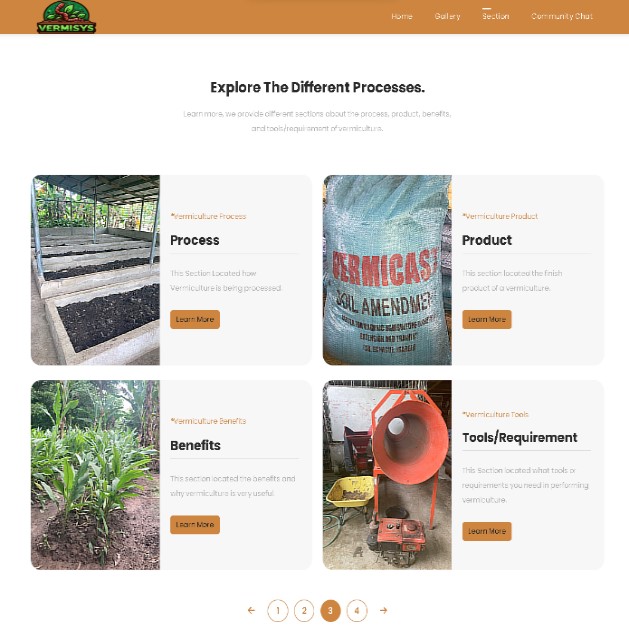 VERMISYS
Home Gallery Section Community Chat
Explore The Different Processes.
Learn more, we provide different sections about the process, product, benefits,
and tools/requirement of vermiculture.
*Vermiculture Process
Process
This Section Located how
Vermiculture is being processed.
Learn More
VERMICAST
SOIL AMENDMENT
*Vermiculture Product
Product
This section located the finish
product of a vermiculture.
Learn More
*Vermiculture Benefits
Benefits
This section located the benefits and
why vermiculture is very useful.
Learn More
*Vermiculture Tools
Tools/Requirement
This Section located what tools or
requirements you need in performing
vermiculture.
Learn More
← 1 2 3 4 →